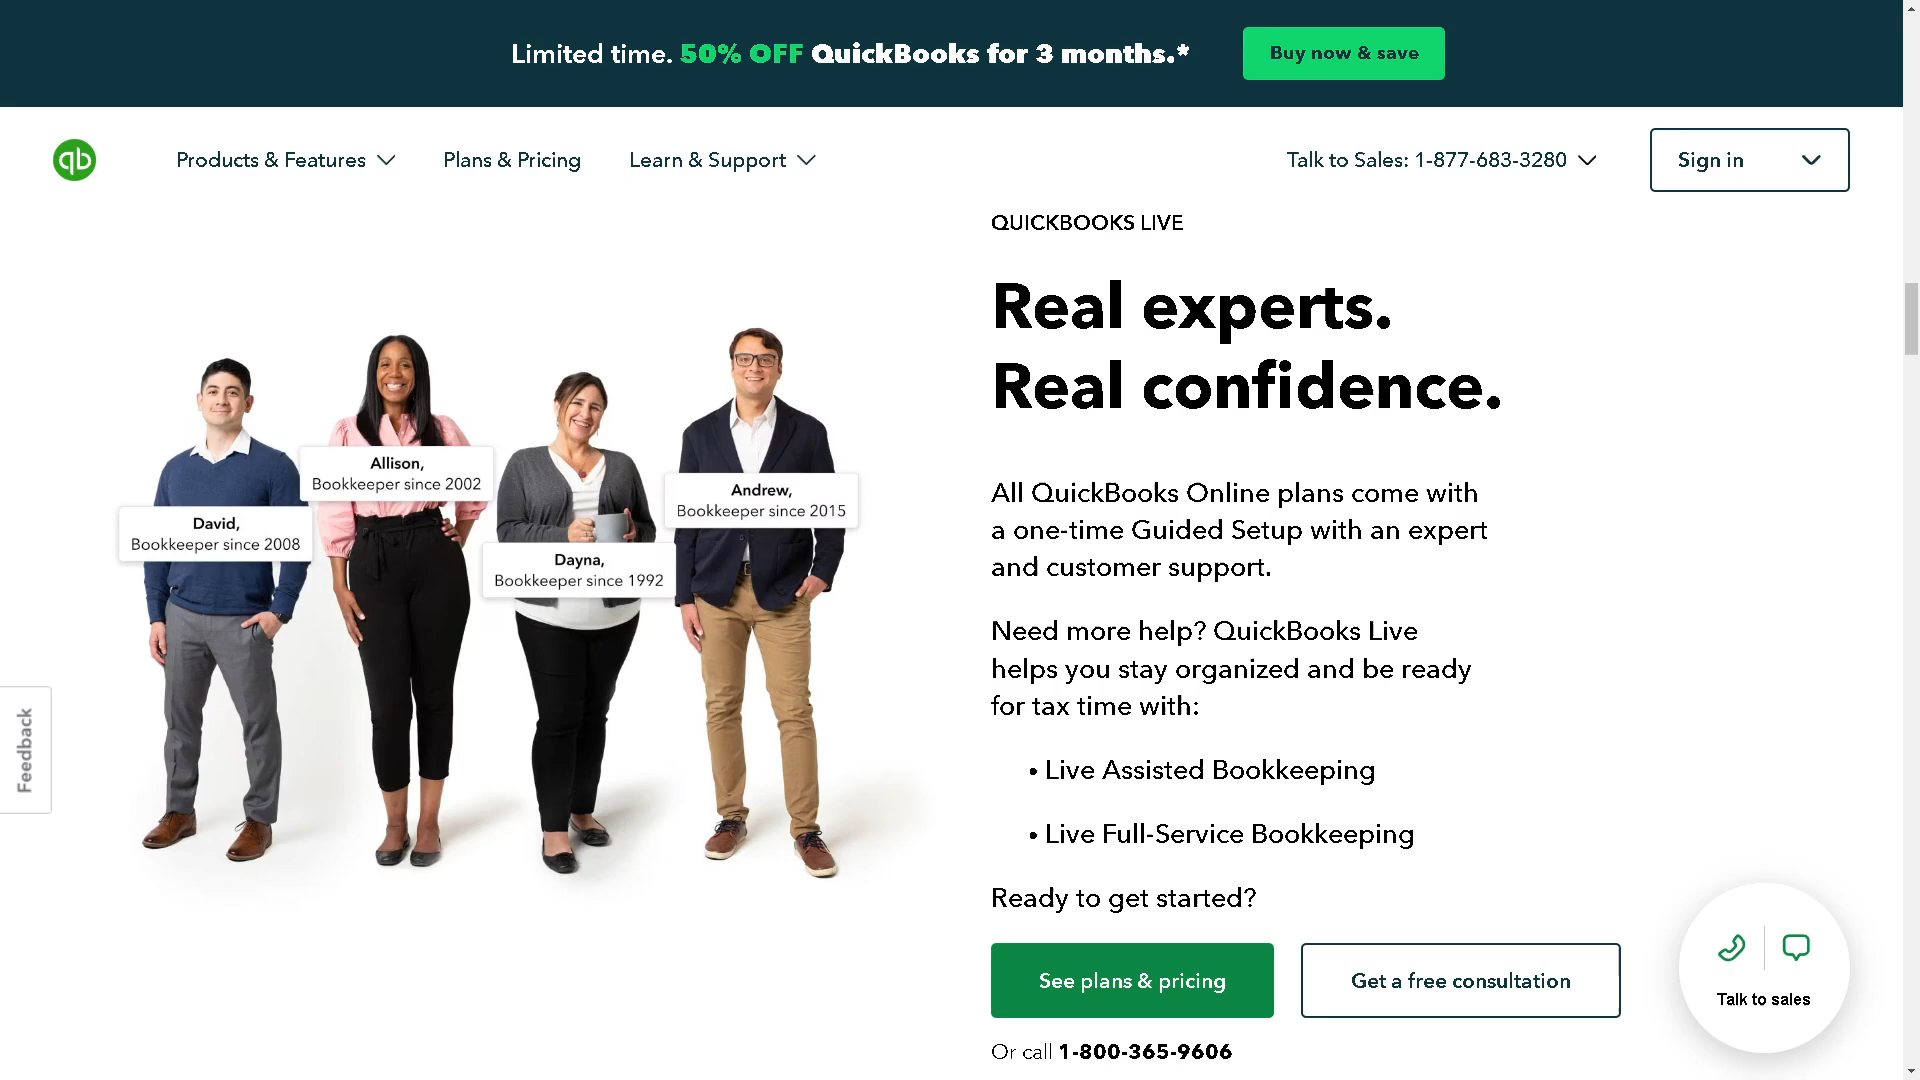 Limited time. 50% OFF QuickBooks for 3 months.*
Buy now & save
qb
Products & Features
Plans & Pricing
Learn & Support
Talk to Sales: 1-877-683-3280
Sign in
QUICKBOOKS LIVE
Real experts.
Real confidence.
David,
Bookkeeper since 2008
Allison,
Bookkeeper since 2002
Dayna,
Bookkeeper since 1992
Andrew,
Bookkeeper since 2015
All QuickBooks Online plans come with
a one-time Guided Setup with an expert
and customer support.
Need more help? QuickBooks Live
helps you stay organized and be ready
for tax time with:
• Live Assisted Bookkeeping
• Live Full-Service Bookkeeping
Ready to get started?
See plans & pricing
Get a free consultation
Or call 1-800-365-9606
Feedback
Talk to sales